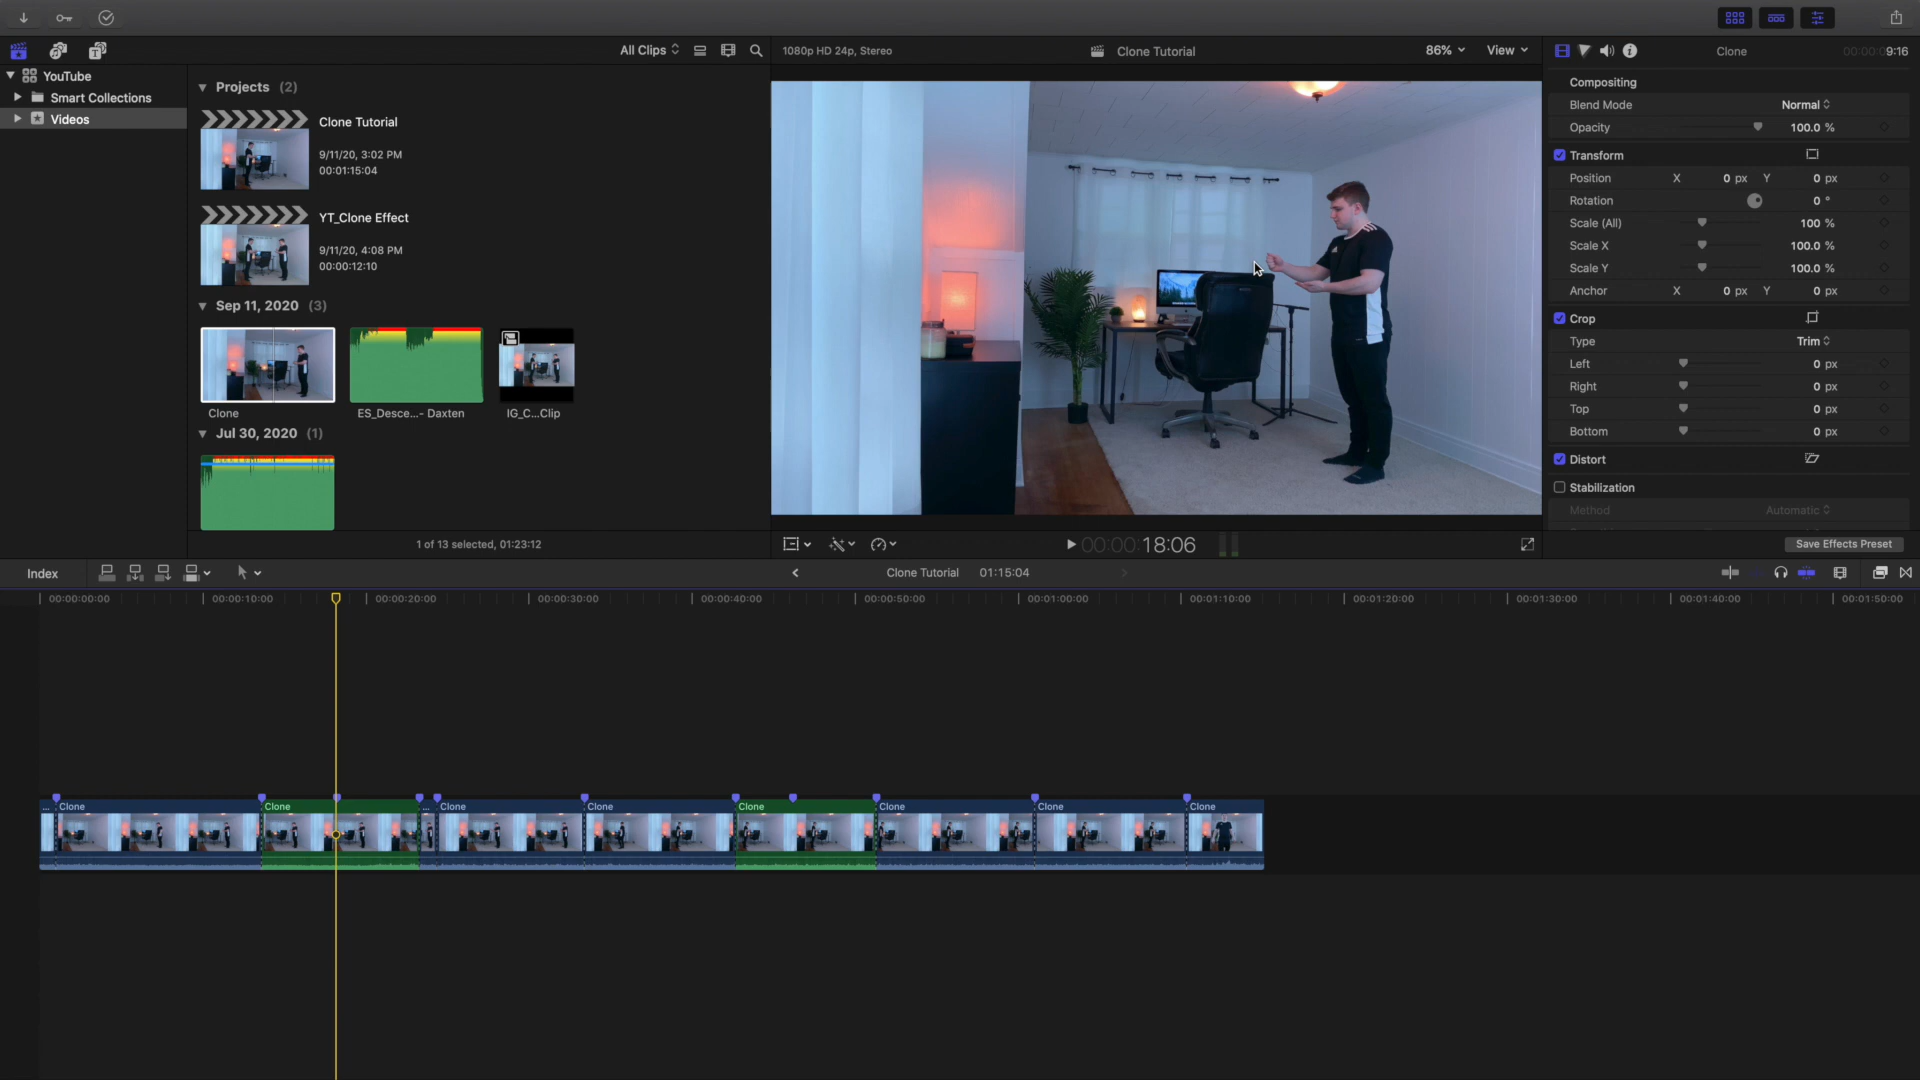 All Clips
1080p HD 24p, Stereo
Clone Tutorial
86%
View
Clone
00:00:09:16
YouTube
Smart Collections
Videos
Projects (2)
Clone Tutorial
9/11/20, 3:02 PM
00:01:15:04
YT_Clone Effect
9/11/20, 4:08 PM
00:00:12:10
Sep 11, 2020 (3)
Clone
ES_Desce...- Daxten
IG_C...Clip
Jul 30, 2020 (1)
1 of 13 selected, 01:23:12
00:00:00:18:06
Compositing
Blend Mode Normal
Opacity 100.0 %
Transform
Position X 0 px Y 0 px
Rotation 0 °
Scale (All) 100 %
Scale X 100.0 %
Scale Y 100.0 %
Anchor X 0 px Y 0 px
Crop
Type Trim
Left 0 px
Right 0 px
Top 0 px
Bottom 0 px
Distort
Stabilization
Method Automatic
Save Effects Preset
Index
Clone Tutorial 01:15:04
00:00:00:00 00:00:10:00 00:00:20:00 00:00:30:00 00:00:40:00 00:00:50:00 00:01:00:00 00:01:10:00 00:01:20:00 00:01:30:00 00:01:40:00 00:01:50:00
... Clone Clone ... Clone Clone Clone Clone Clone Clone